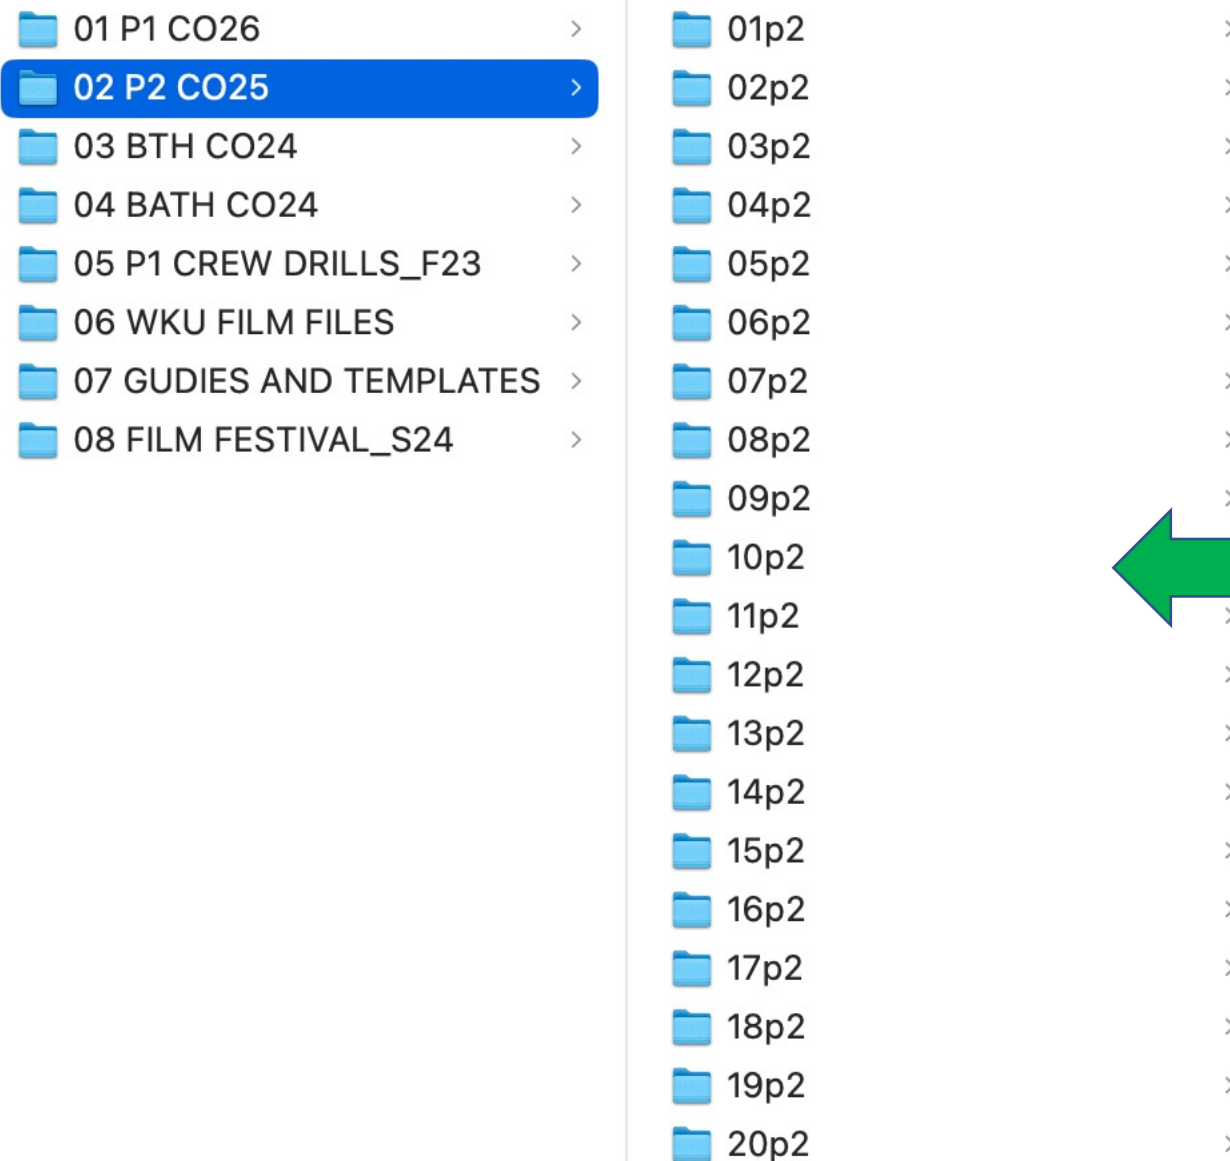 01 P1 CO26
02 P2 CO25
03 BTH CO24
04 BATH CO24
05 P1 CREW DRILLS_F23
06 WKU FILM FILES
07 GUDIES AND TEMPLATES
08 FILM FESTIVAL_S24
01p2
02p2
03p2
04p2
05p2
06p2
07p2
08p2
09p2
10p2
11p2
12p2
13p2
14p2
15p2
16p2
17p2
18p2
19p2
20p2